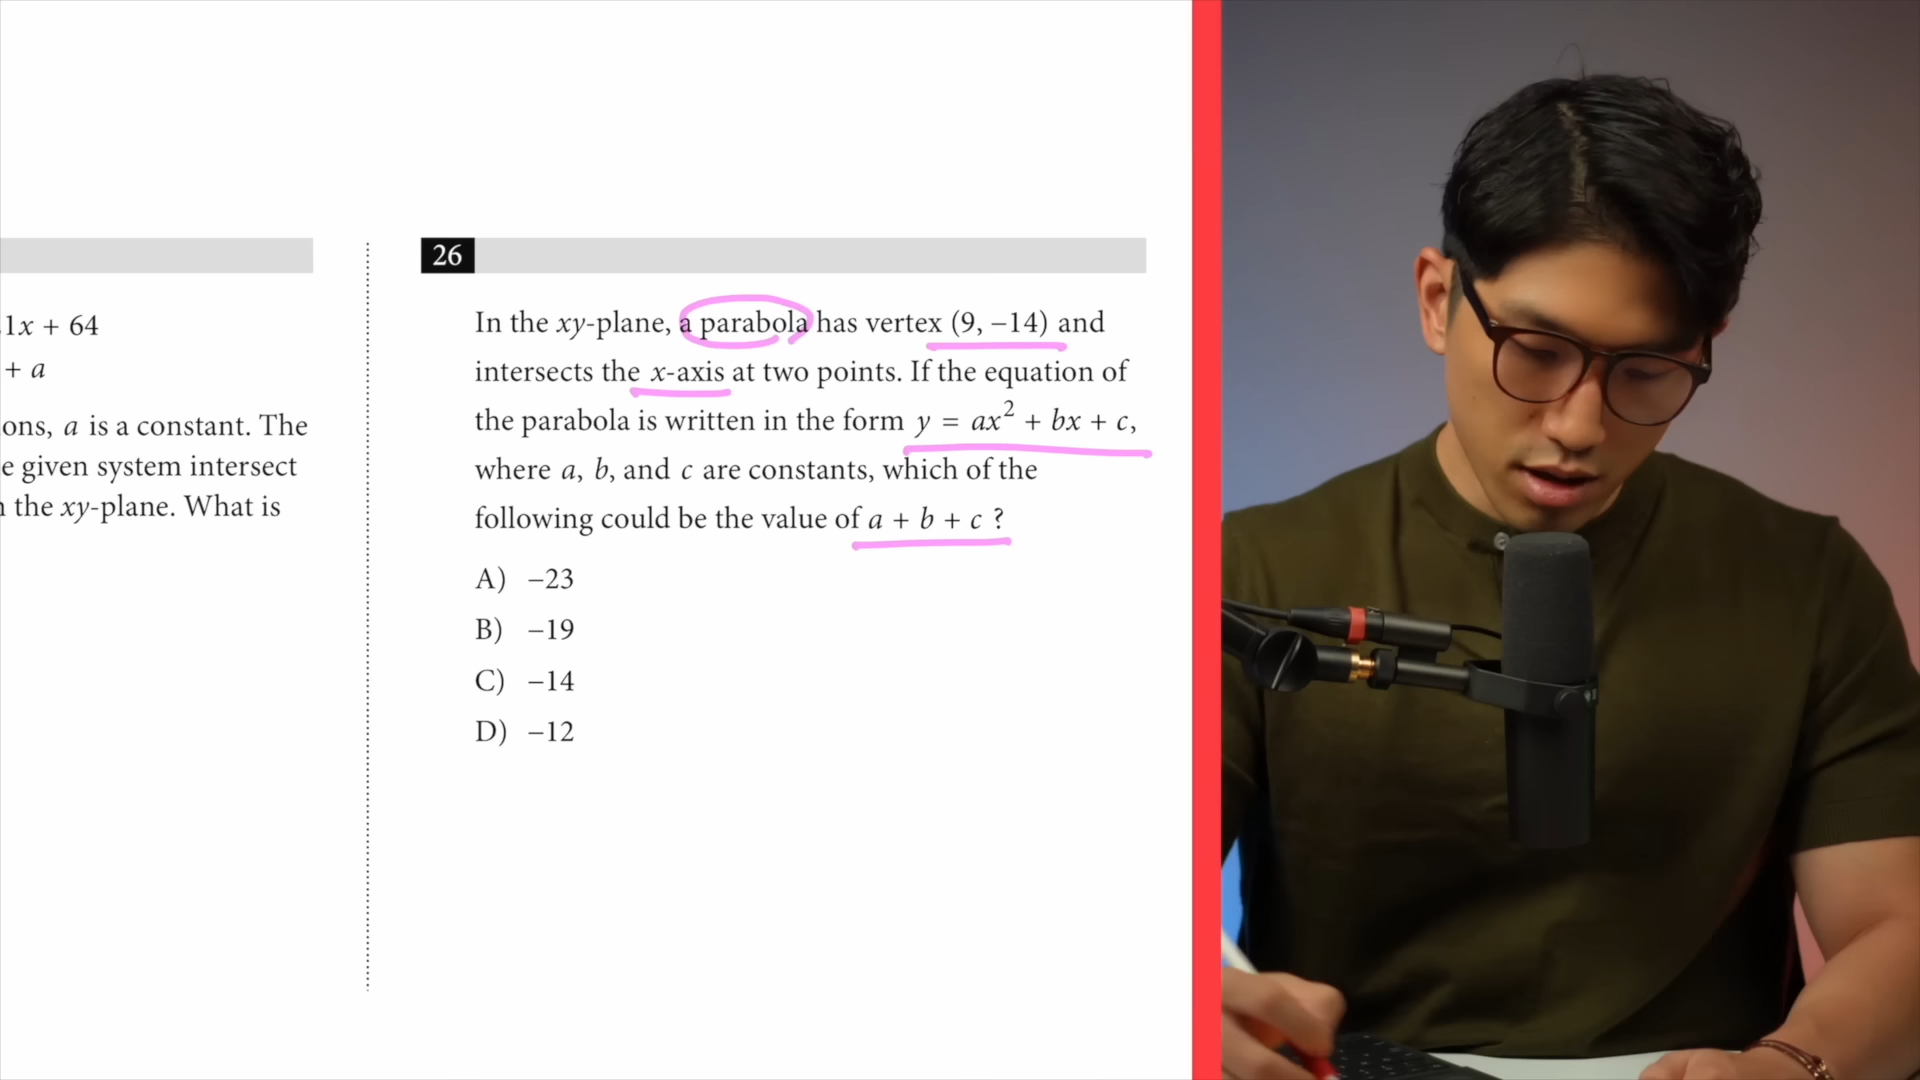 1x + 64
+ a
ons, a is a constant. The
e given system intersect
the xy-plane. What is
26
In the xy-plane, a parabola has vertex (9, −14) and
intersects the x-axis at two points. If the equation of
the parabola is written in the form y = ax² + bx + c,
where a, b, and c are constants, which of the
following could be the value of a + b + c ?
A) −23
B) −19
C) −14
D) −12